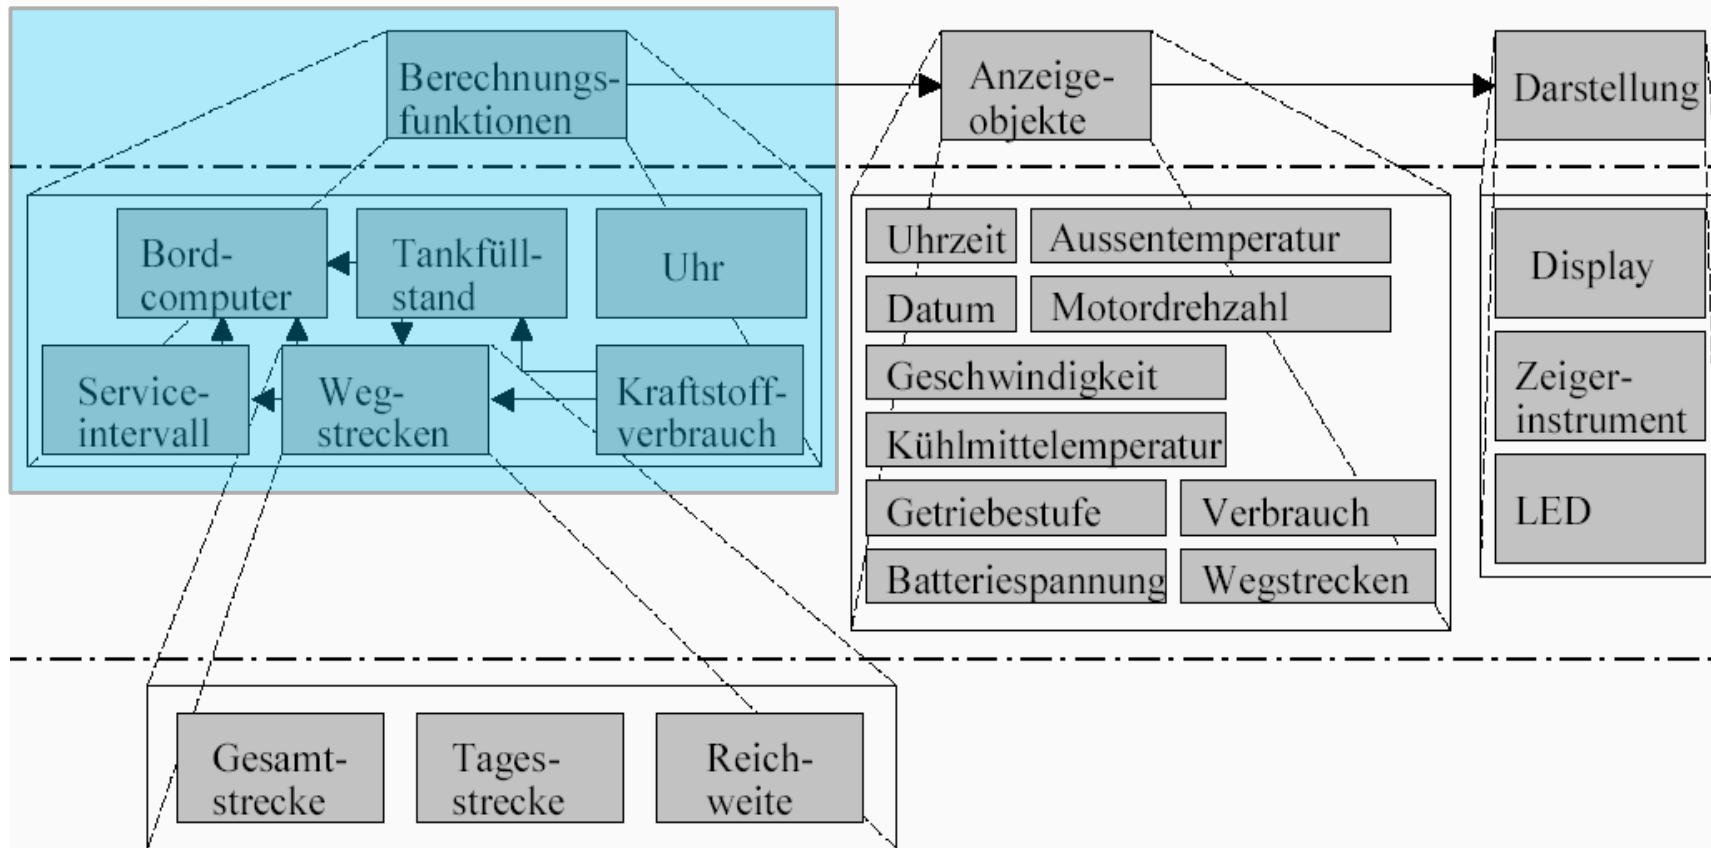 Berechnungs-
funktionen
Anzeige-
objekte
Darstellung
Bord-
computer
Tankfüll-
stand
Uhr
Service-
intervall
Weg-
strecken
Kraftstoff-
verbrauch
Uhrzeit
Aussentemperatur
Datum
Motordrehzahl
Geschwindigkeit
Kühlmittelemperatur
Getriebestufe
Verbrauch
Batteriespannung
Wegstrecken
Display
Zeiger-
instrument
LED
Gesamt-
strecke
Tages-
strecke
Reich-
weite